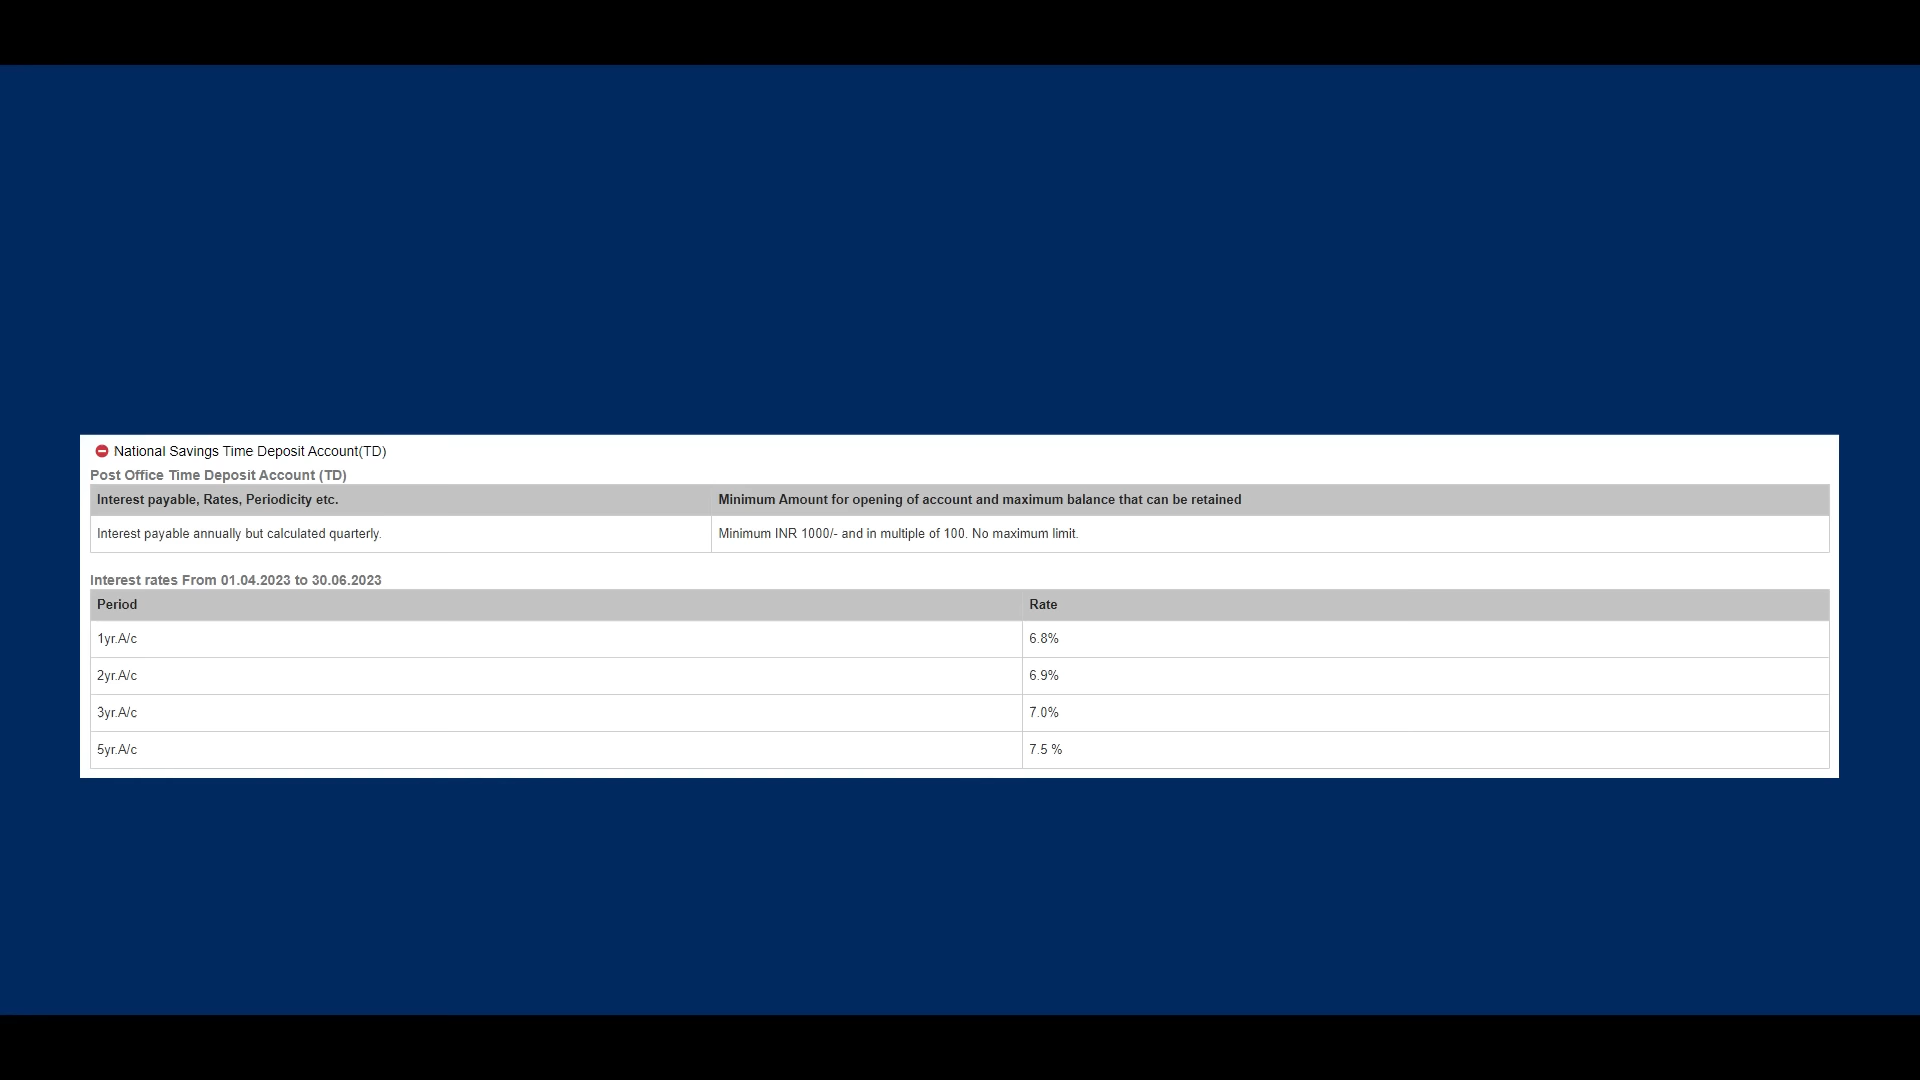 National Savings Time Deposit Account(TD)
Post Office Time Deposit Account (TD)
Interest payable, Rates, Periodicity etc. Minimum Amount for opening of account and maximum balance that can be retained
Interest payable annually but calculated quarterly. Minimum INR 1000/- and in multiple of 100. No maximum limit.
Interest rates From 01.04.2023 to 30.06.2023
Period Rate
1yr.A/c 6.8%
2yr.A/c 6.9%
3yr.A/c 7.0%
5yr.A/c 7.5 %